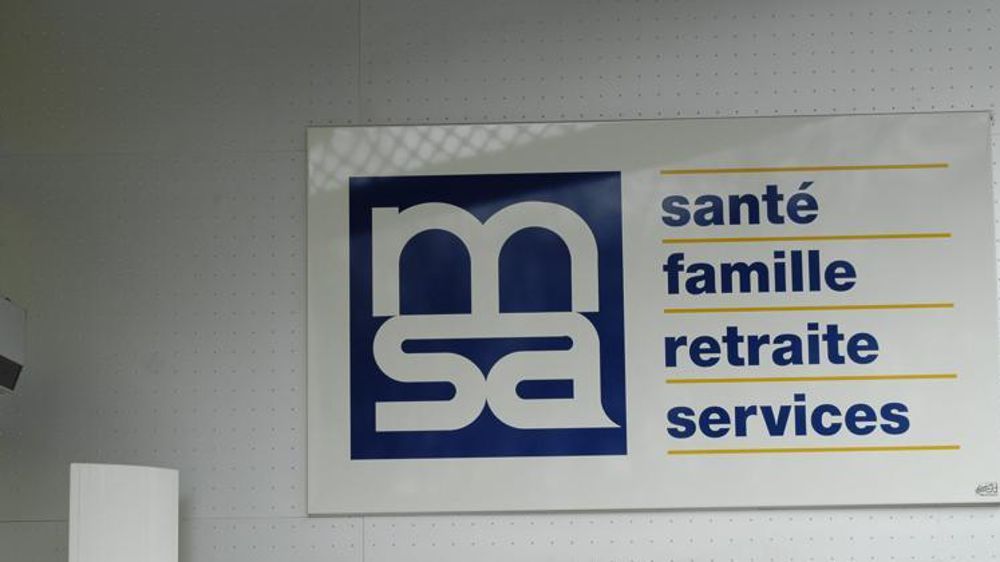 msa
santé
famille
retraite
services